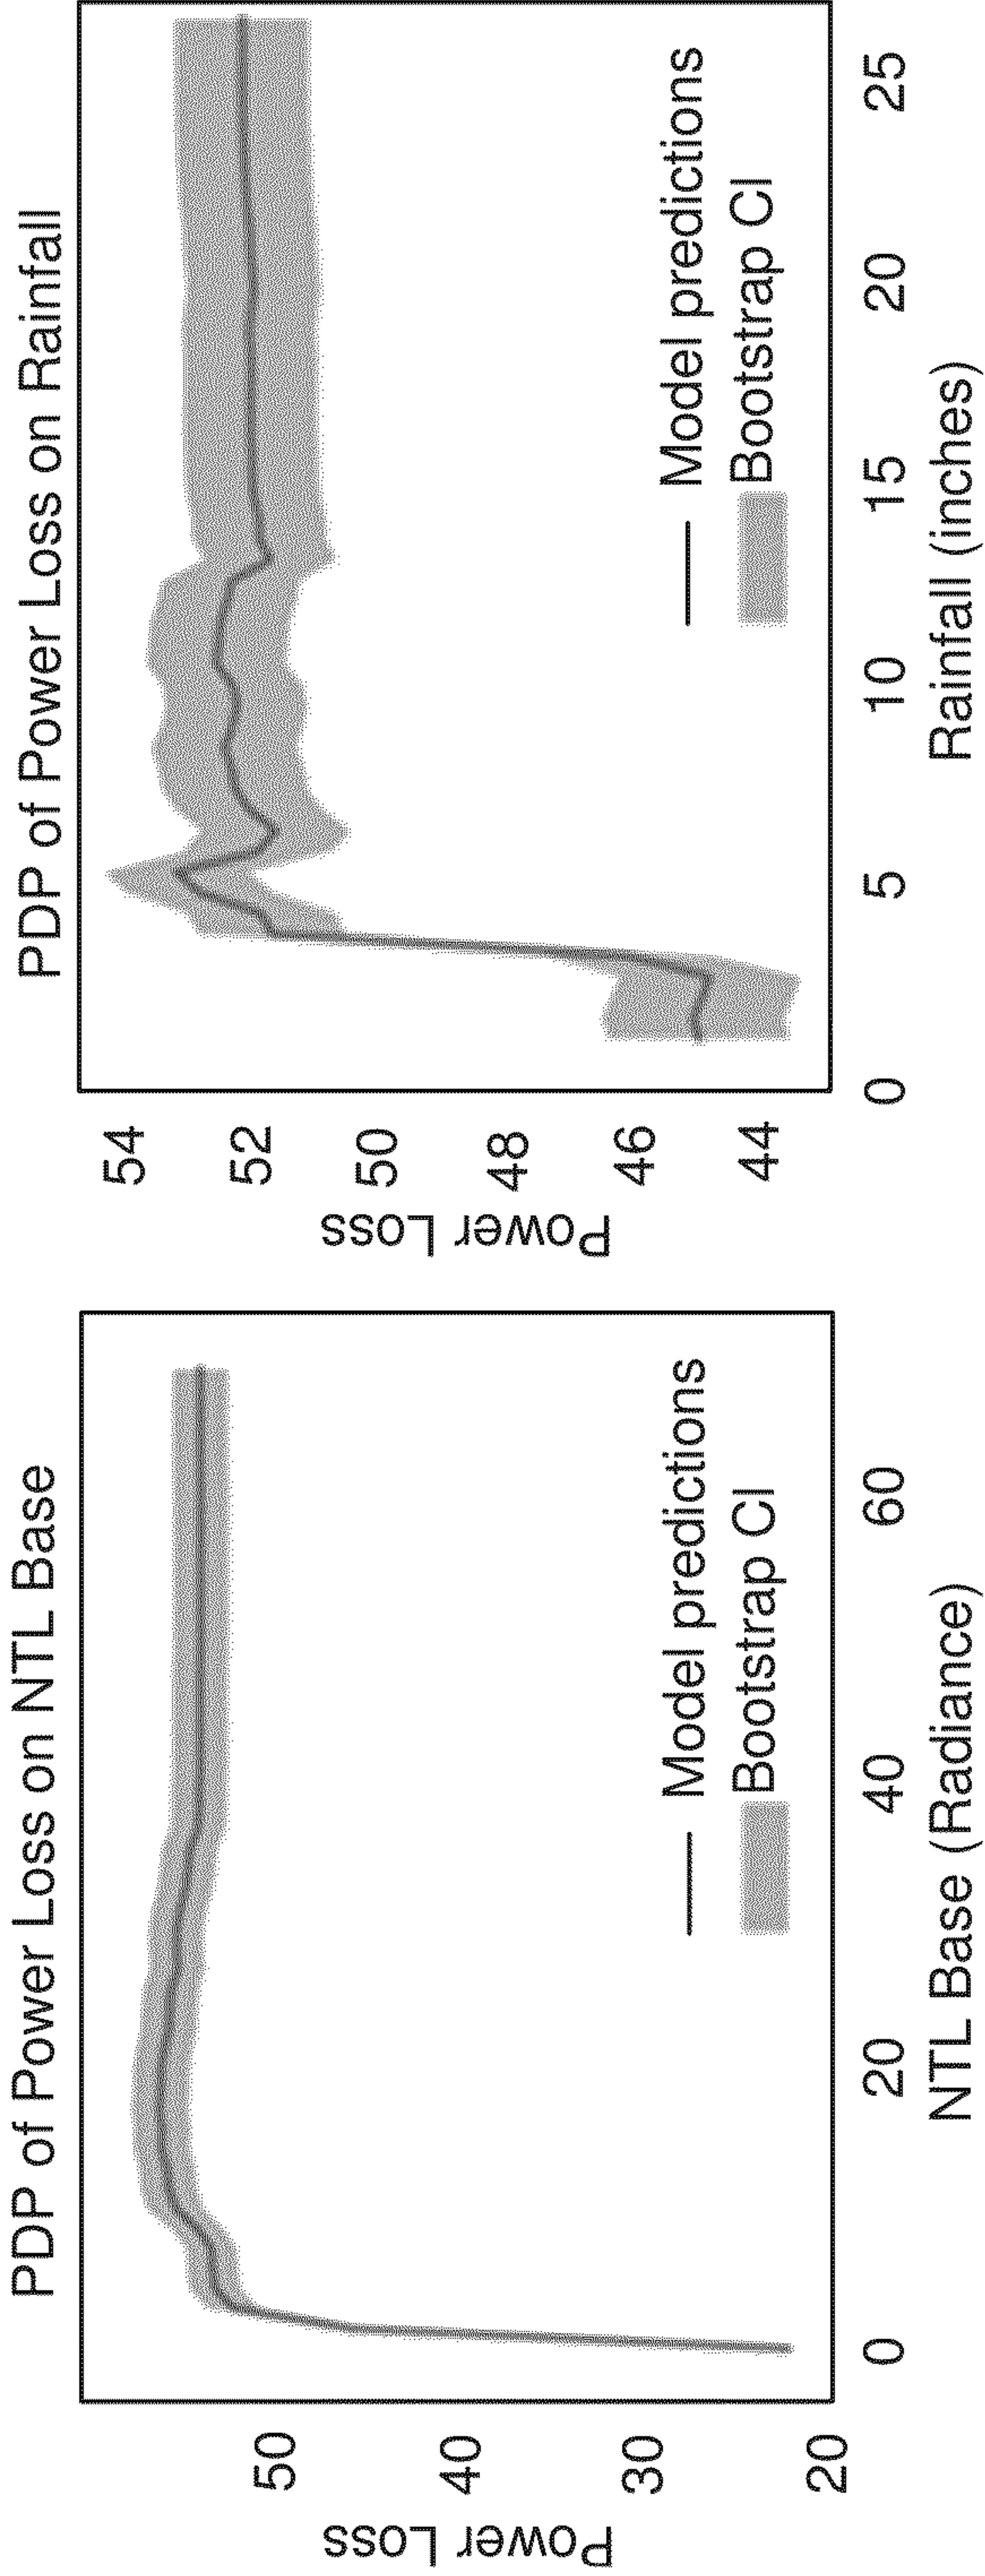 PDP of Power Loss on NTL Base
Power Loss
50
40
30
20
Model predictions
Bootstrap CI
0 20 40 60
NTL Base (Radiance)
PDP of Power Loss on Rainfall
Power Loss
54
52
50
48
46
44
Model predictions
Bootstrap CI
0 5 10 15 20 25
Rainfall (inches)